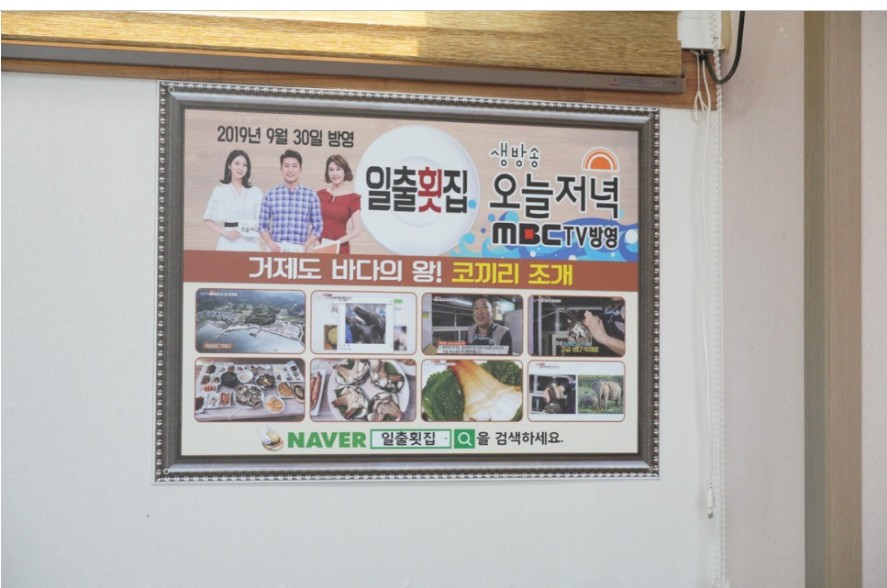 2019년 9월 30일 방영
일출횟집
생방송
오늘저녁
MBC TV방영
거제도 바다의 왕! 코끼리 조개
NAVER 일출횟집 을 검색하세요.